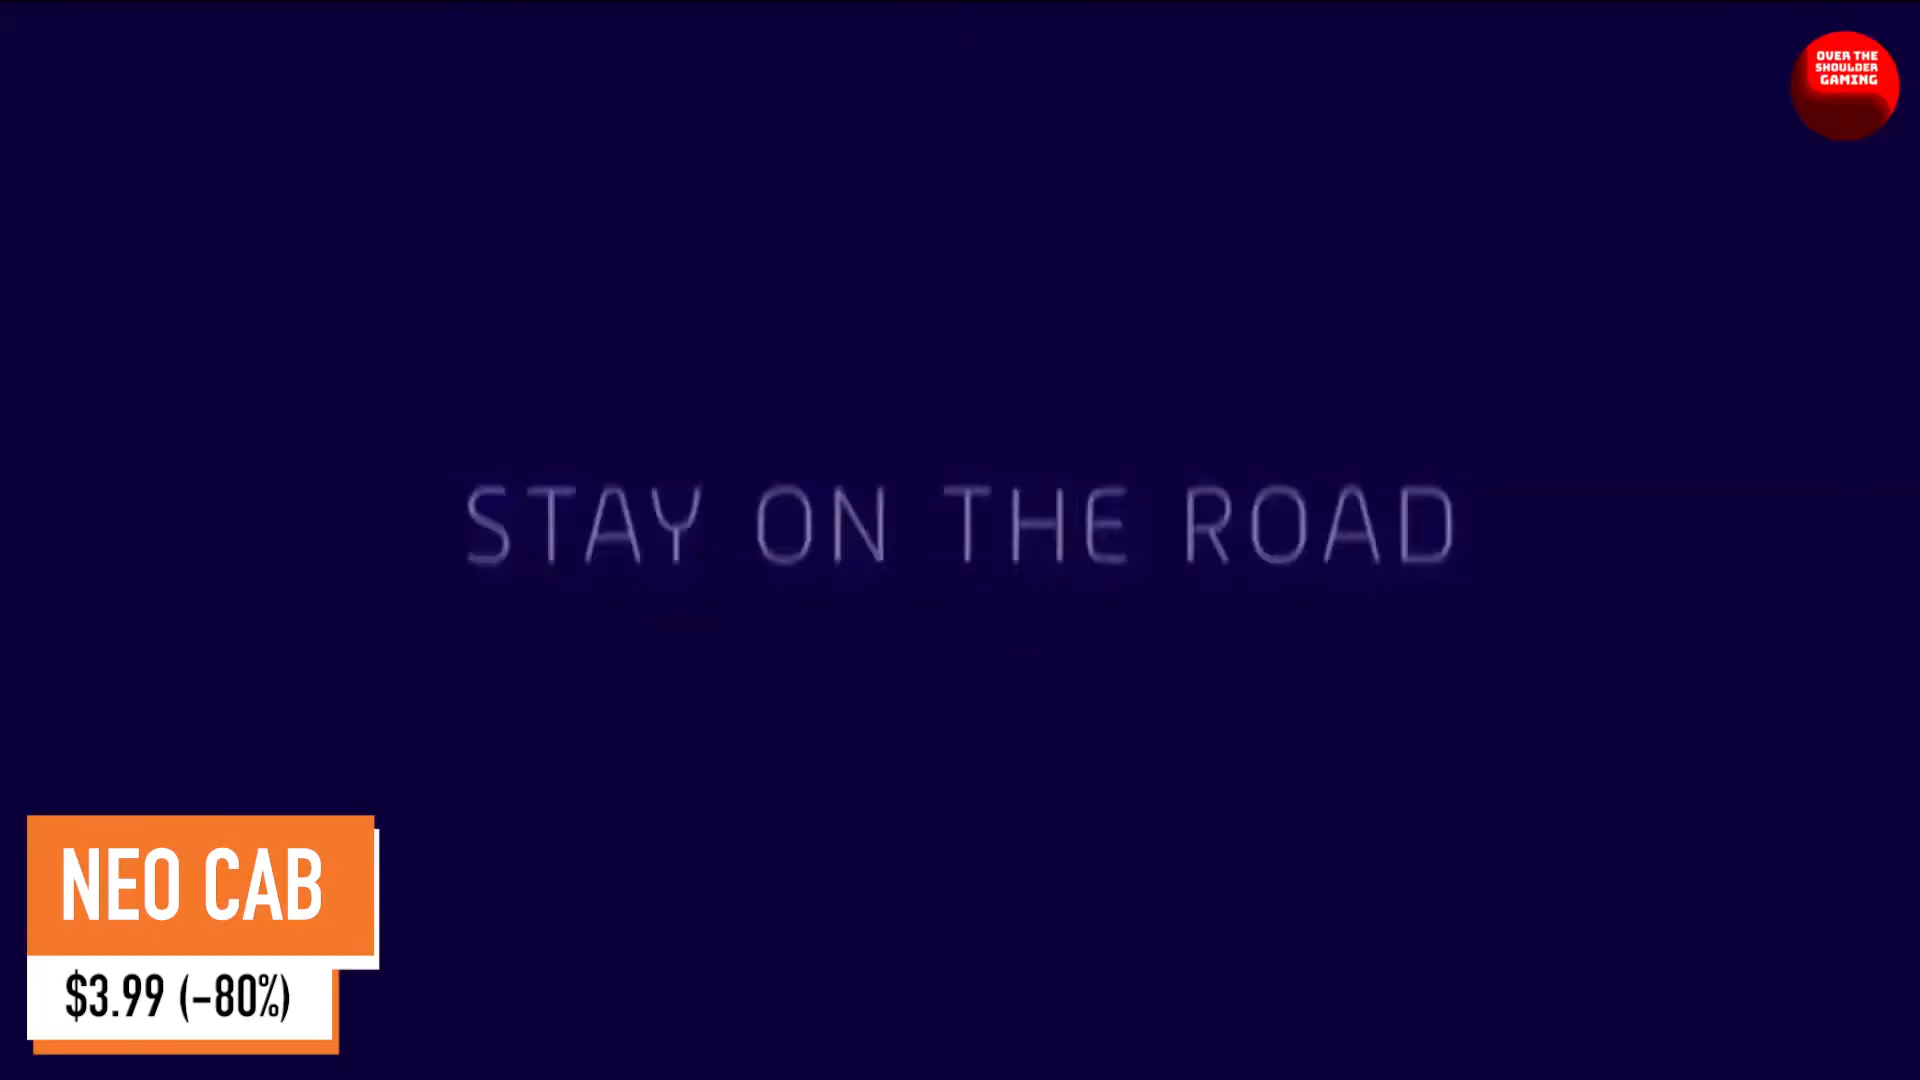 OVER THE
SHOULDER
GAMING
STAY ON THE ROAD
NEO CAB
$3.99 (-80%)